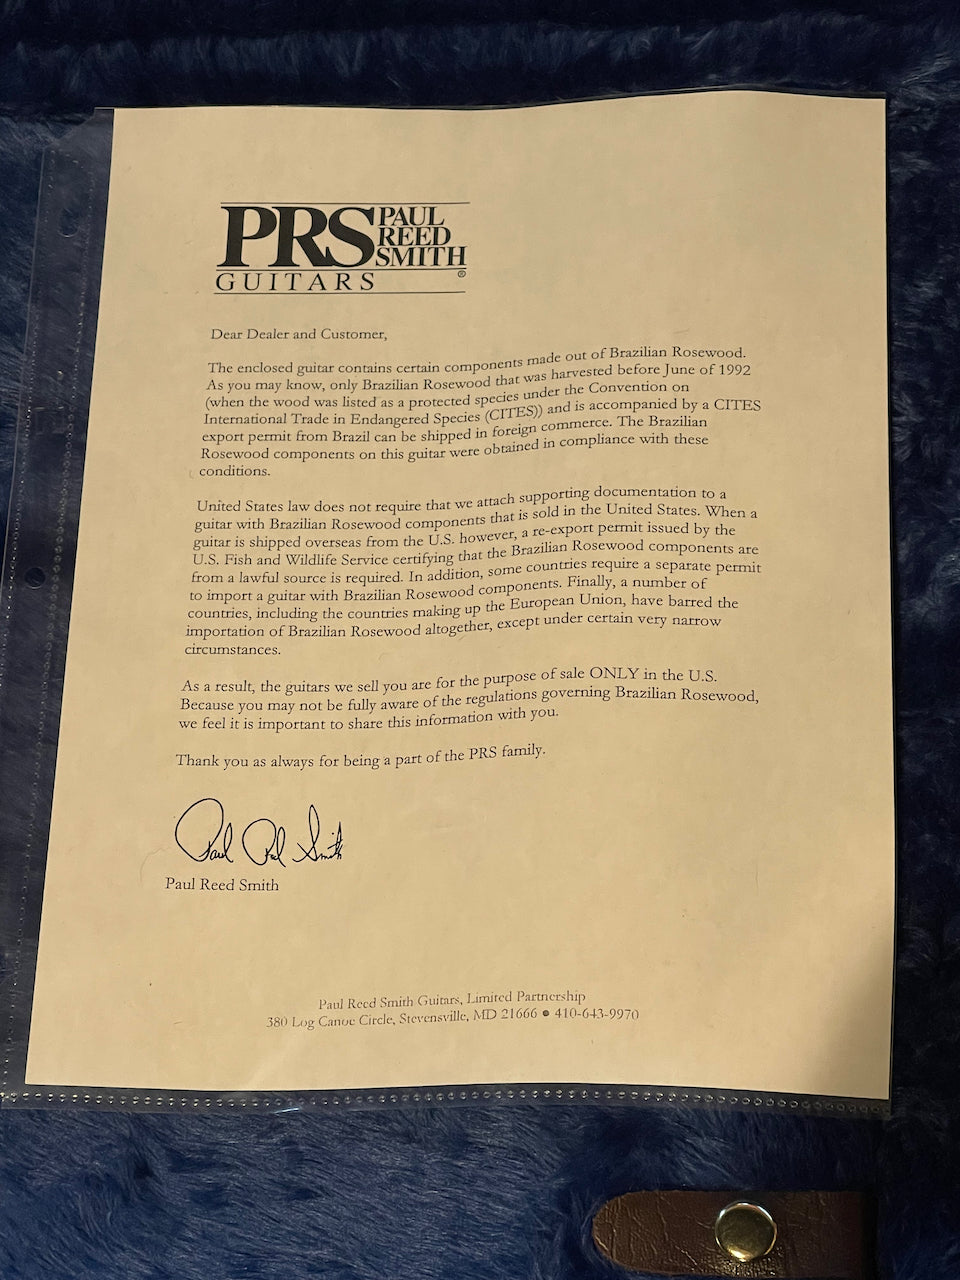 PRS PAUL
REED
SMITH
GUITARS ®
Dear Dealer and Customer,
The enclosed guitar contains certain components made out of Brazilian Rosewood.
As you may know, only Brazilian Rosewood that was harvested before June of 1992
(when the wood was listed as a protected species under the Convention on
International Trade in Endangered Species (CITES)) and is accompanied by a CITES
export permit from Brazil can be shipped in foreign commerce. The Brazilian
Rosewood components on this guitar were obtained in compliance with these
conditions.
United States law does not require that we attach supporting documentation to a
guitar with Brazilian Rosewood components that is sold in the United States. When a
guitar is shipped overseas from the U.S. however, a re-export permit issued by the
U.S. Fish and Wildlife Service certifying that the Brazilian Rosewood components are
from a lawful source is required. In addition, some countries require a separate permit
to import a guitar with Brazilian Rosewood components. Finally, a number of
countries, including the countries making up the European Union, have barred the
importation of Brazilian Rosewood altogether, except under certain very narrow
circumstances.
As a result, the guitars we sell you are for the purpose of sale ONLY in the U.S.
Because you may not be fully aware of the regulations governing Brazilian Rosewood,
we feel it is important to share this information with you.
Thank you as always for being a part of the PRS family.
Paul Rd Smith
Paul Reed Smith
Paul Reed Smith Guitars, Limited Partnership
380 Log Canoe Circle, Stevensville, MD 21666 ● 410-643-9970